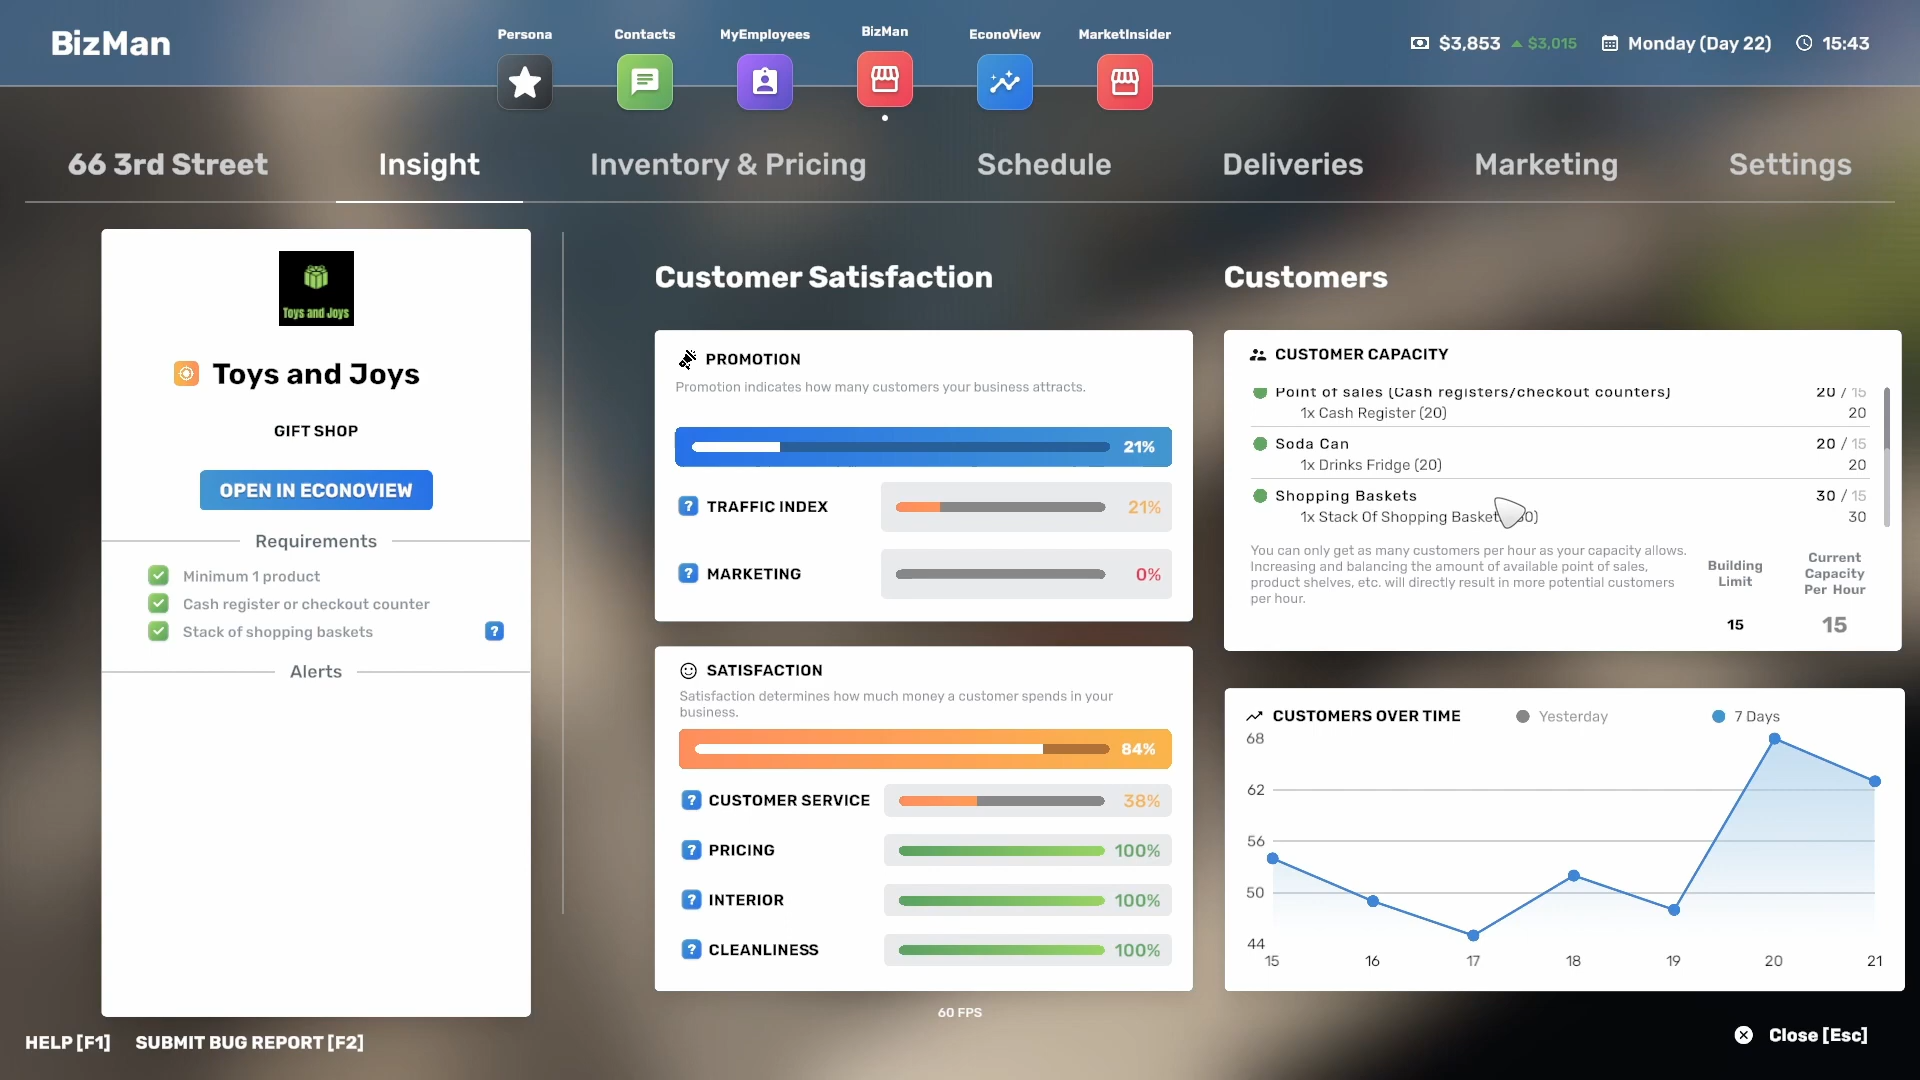 BizMan
Persona
Contacts
MyEmployees
BizMan
EconoView
MarketInsider
$3,853 $3,015 Monday (Day 22) 15:43
66 3rd Street
Insight
Inventory & Pricing
Schedule
Deliveries
Marketing
Settings
Toys and Joys
Toys and Joys
GIFT SHOP
OPEN IN ECONOVIEW
Requirements
Minimum 1 product
Cash register or checkout counter
Stack of shopping baskets ?
Alerts
Customer Satisfaction
PROMOTION
Promotion indicates how many customers your business attracts.
21%
? TRAFFIC INDEX 21%
? MARKETING 0%
SATISFACTION
Satisfaction determines how much money a customer spends in your
business.
84%
? CUSTOMER SERVICE 38%
? PRICING 100%
? INTERIOR 100%
? CLEANLINESS 100%
Customers
CUSTOMER CAPACITY
Point of sales (Cash registers/checkout counters) 20 / 15
1x Cash Register (20) 20
Soda Can 20 / 15
1x Drinks Fridge (20) 20
Shopping Baskets 30 / 15
1x Stack Of Shopping 30
You can only get as many customers per hour as your capacity allows.
Increasing and balancing the amount of available point of sales,
product shelves, etc. will directly result in more potential customers
per hour.
Building
Limit
15
Current
Capacity
Per Hour
15
CUSTOMERS OVER TIME Yesterday 7 Days
68
62
56
50
44
15 16 17 18 19 20 21
60 FPS
HELP [F1] SUBMIT BUG REPORT [F2]
Close [Esc]